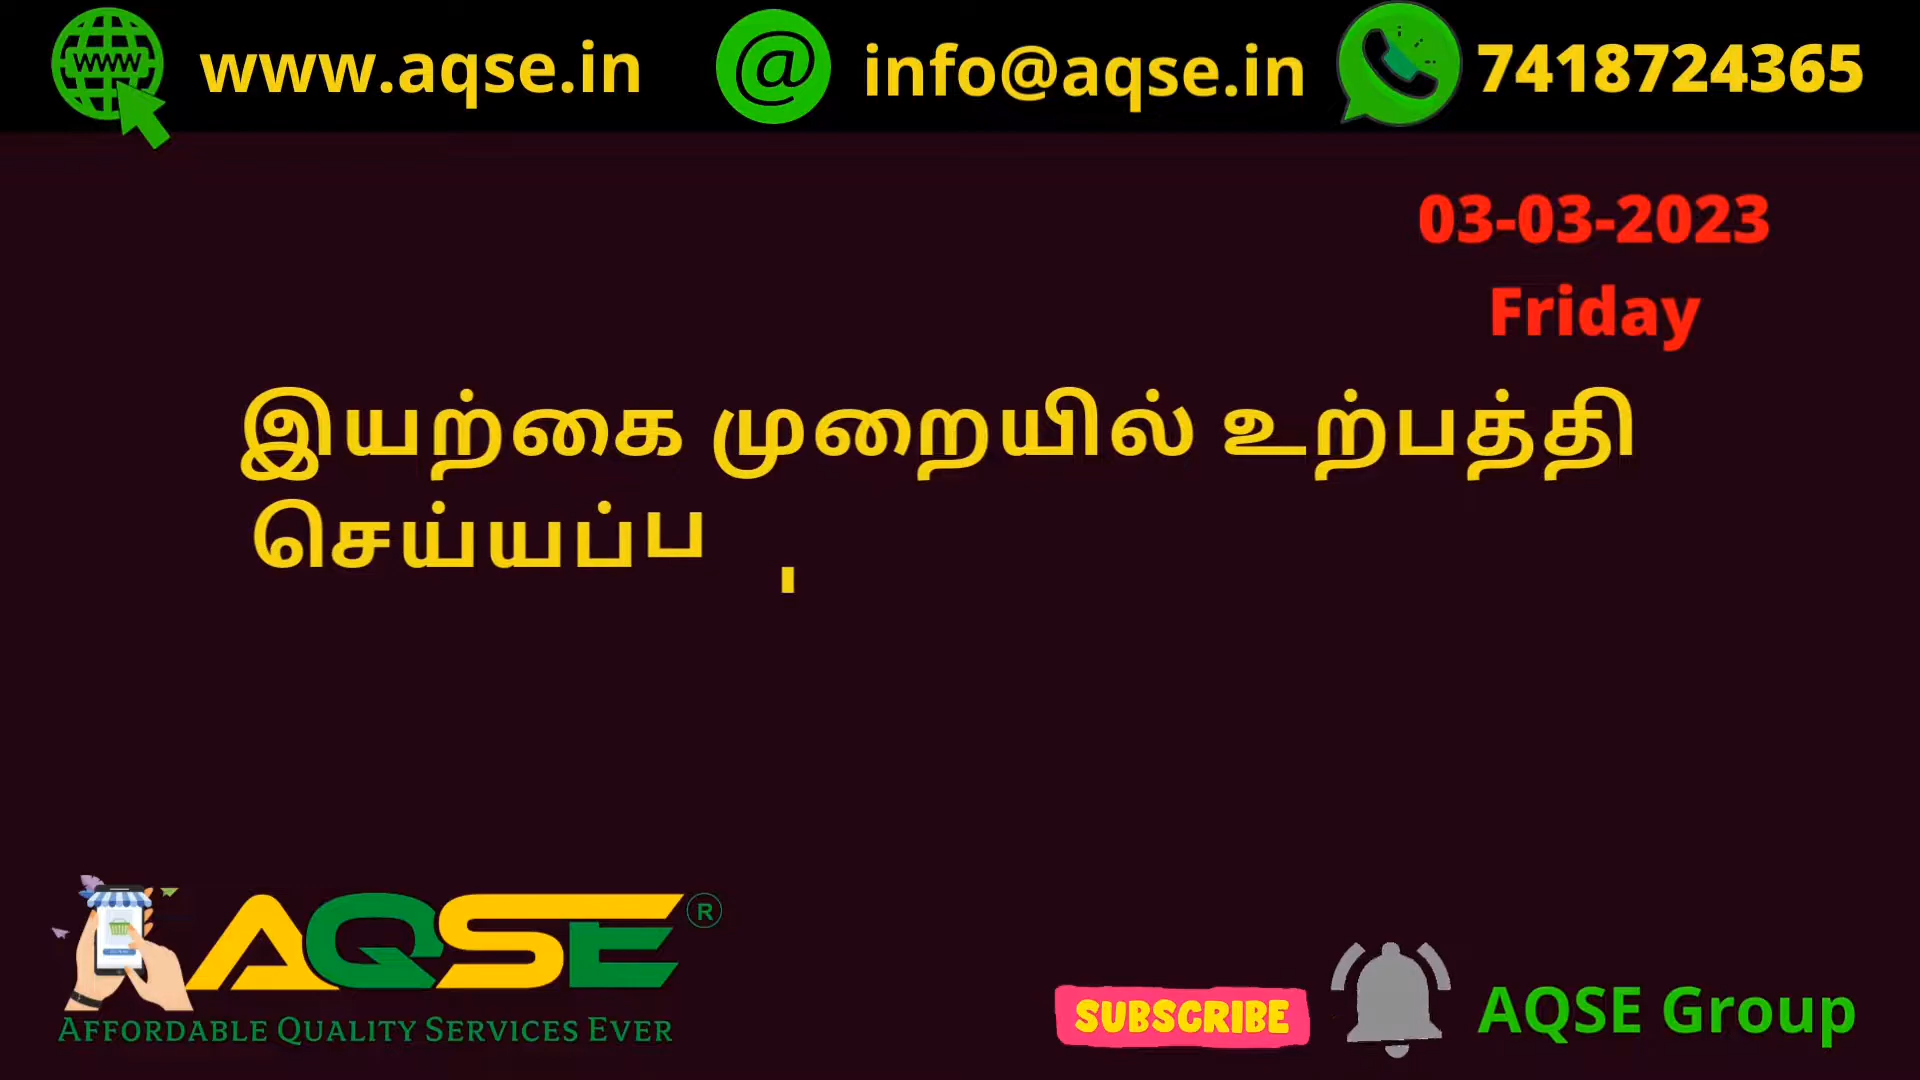 www
www.aqse.in
@ info@aqse.in
7418724365
03-03-2023
Friday
இயற்கை முறையில் உற்பத்தி
செய்யப்ப
AQSE ®
AFFORDABLE QUALITY SERVICES EVER
SUBSCRIBE
AQSE Group